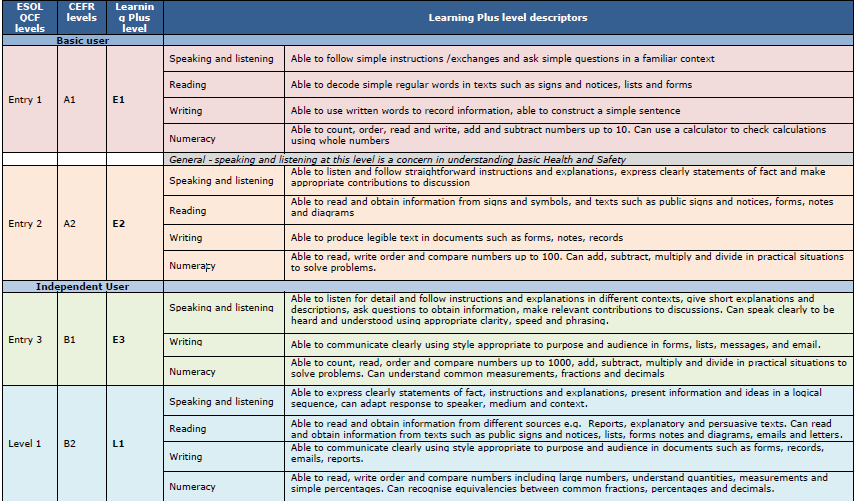 ESOL QCF levels
CEFR levels
Learnin g Plus level
Learning Plus level descriptors
Basic user
Entry 1
A1
E1
Speaking and listening
Able to follow simple instructions /exchanges and ask simple questions in a familiar context
Reading
Able to decode simple regular words in texts such as signs and notices, lists and forms
Writing
Able to use written words to record information, able to construct a simple sentence
Numeracy
Able to count, order, read and write, add and subtract numbers up to 10. Can use a calculator to check calculations
using whole numbers
General - speaking and listening at this level is a concern in understanding basic Health and Safety
Entry 2
A2
E2
Speaking and listening
Able to listen and follow straightforward instructions and explanations, express clearly statements of fact and make
appropriate contributions to discussion
Reading
Able to read and obtain information from signs and symbols, and texts such as public signs and notices, forms, notes
and diagrams
Writing
Able to produce legible text in documents such as forms, notes, records
Numeracy
Able to read, write order and compare numbers up to 100. Can add, subtract, multiply and divide in practical situations
to solve problems.
Independent User
Entry 3
B1
E3
Speaking and listening
Able to listen for detail and follow instructions and explanations in different contexts, give short explanations and
descriptions, ask questions to obtain information, make relevant contributions to discussions. Can speak clearly to be
heard and understood using appropriate clarity, speed and phrasing.
Writing
Able to communicate clearly using style appropriate to purpose and audience in forms, lists, messages, and email.
Numeracy
Able to count, read, order and compare numbers up to 1000, add, subtract, multiply and divide in practical situations to
solve problems. Can understand common measurements, fractions and decimals
Level 1
B2
L1
Speaking and listening
Able to express clearly statements of fact, instructions and explanations, present information and ideas in a logical
sequence, can adapt response to speaker, medium and context.
Reading
Able to read and obtain information from different sources e.g. Reports, explanatory and persuasive texts. Can read
and obtain information from texts such as public signs and notices, lists, forms notes and diagrams, emails and letters.
Writing
Able to communicate clearly using style appropriate to purpose and audience in documents such as forms, records,
emails, reports.
Numeracy
Able to read, write order and compare numbers including large numbers, understand quantities, measurements and
simple percentages. Can recognise equivalencies between common fractions, percentages and decimals.